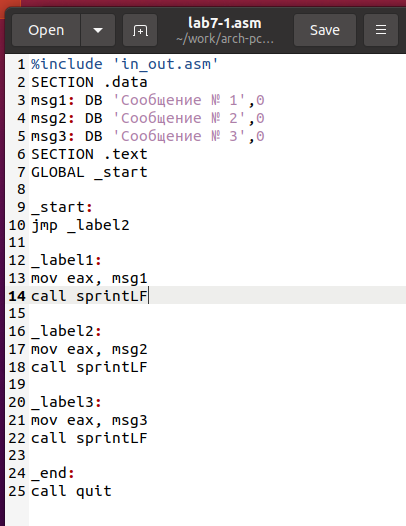 Open
lab7-1.asm
~/work/arch-pc…
Save
1 %include 'in_out.asm'
2 SECTION .data
3 msg1: DB 'Сообщение № 1',0
4 msg2: DB 'Сообщение № 2',0
5 msg3: DB 'Сообщение № 3',0
6 SECTION .text
7 GLOBAL _start
8
9 _start:
10 jmp _label2
11
12 _label1:
13 mov eax, msg1
14 call sprintLF
15
16 _label2:
17 mov eax, msg2
18 call sprintLF
19
20 _label3:
21 mov eax, msg3
22 call sprintLF
23
24 _end:
25 call quit